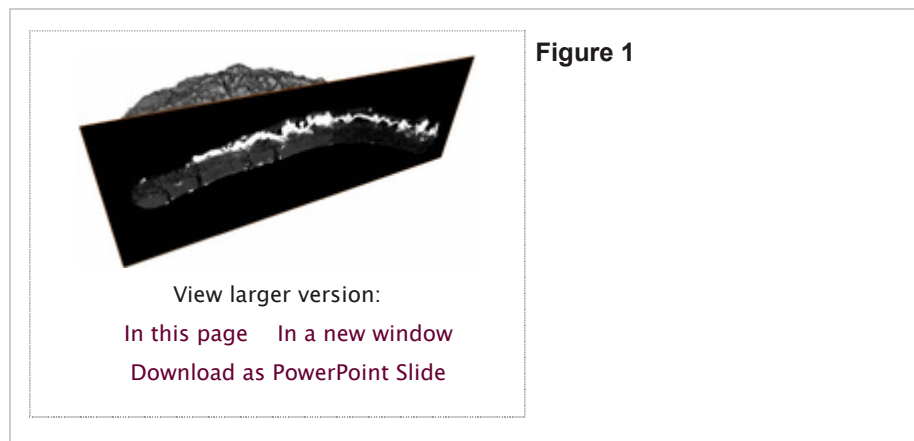 Figure 1
View larger version:
In this page In a new window
Download as PowerPoint Slide